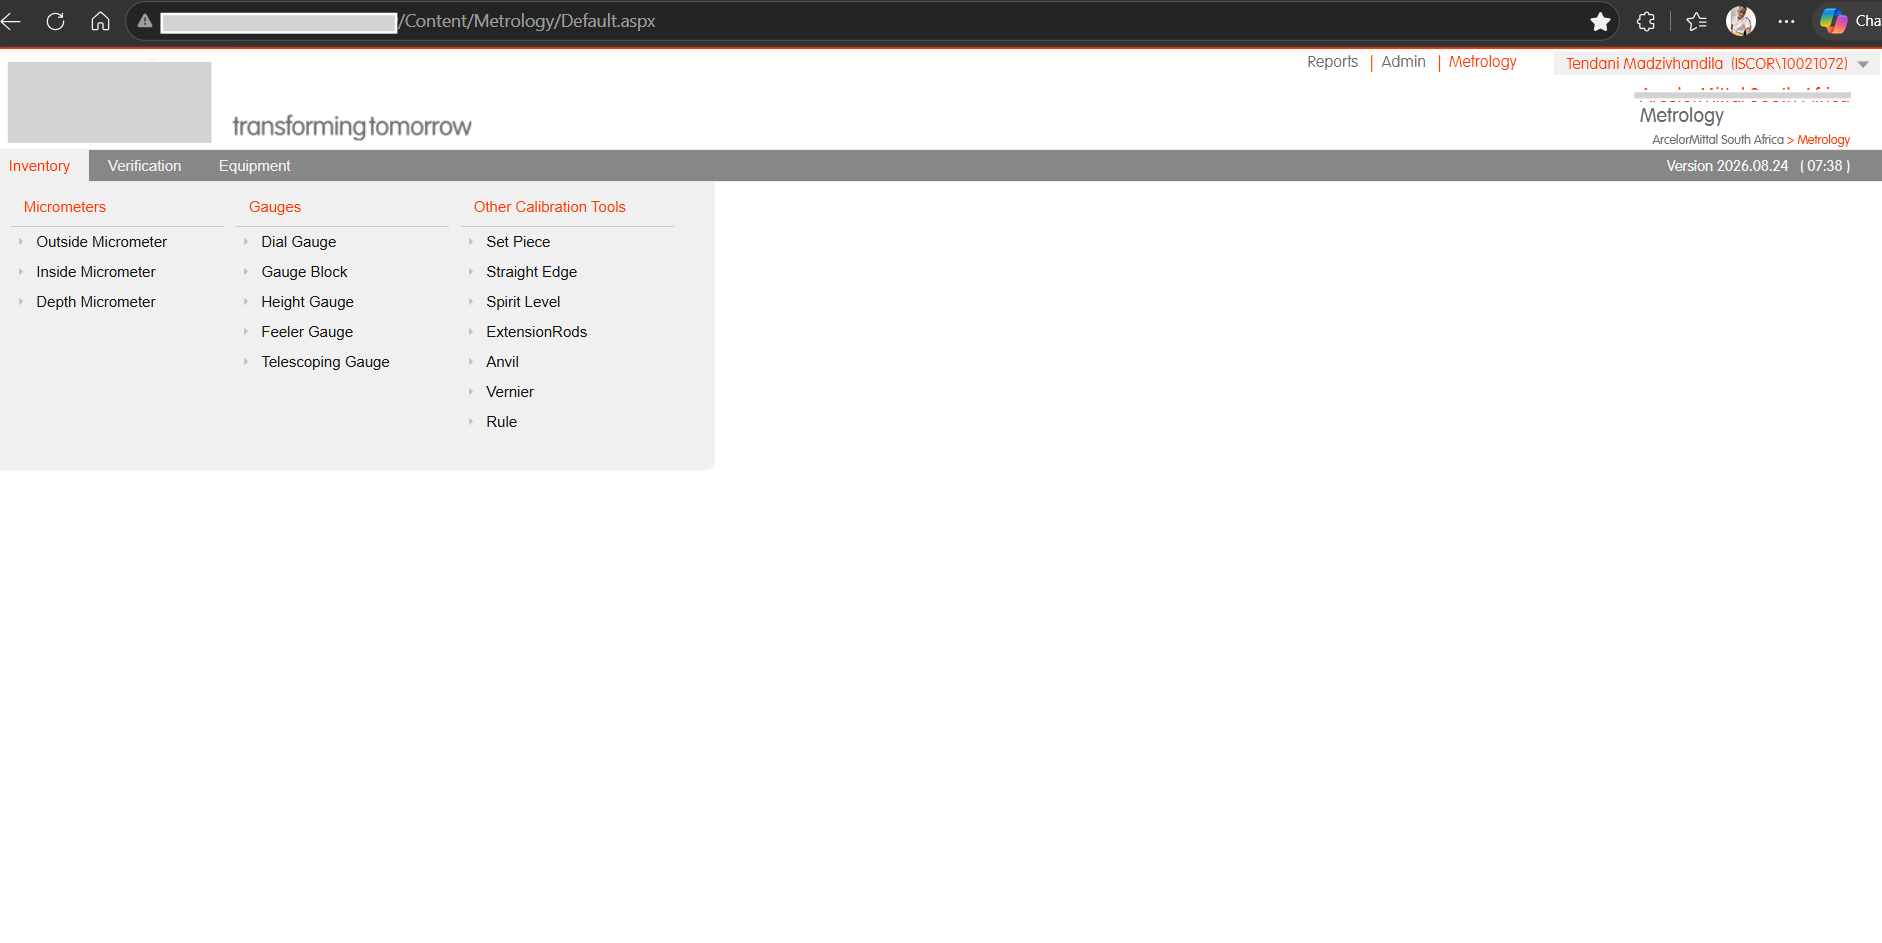 /Content/Metrology/Default.aspx
Cha
Reports | Admin | Metrology
Tendani Madzivhandila (ISCOR\10021072)
transformingtomorrow
Metrology
ArcelorMittal South Africa > Metrology
Inventory
Verification
Equipment
Version 2026.08.24 ( 07:38 )
Micrometers
Outside Micrometer
Inside Micrometer
Depth Micrometer
Gauges
Dial Gauge
Gauge Block
Height Gauge
Feeler Gauge
Telescoping Gauge
Other Calibration Tools
Set Piece
Straight Edge
Spirit Level
ExtensionRods
Anvil
Vernier
Rule